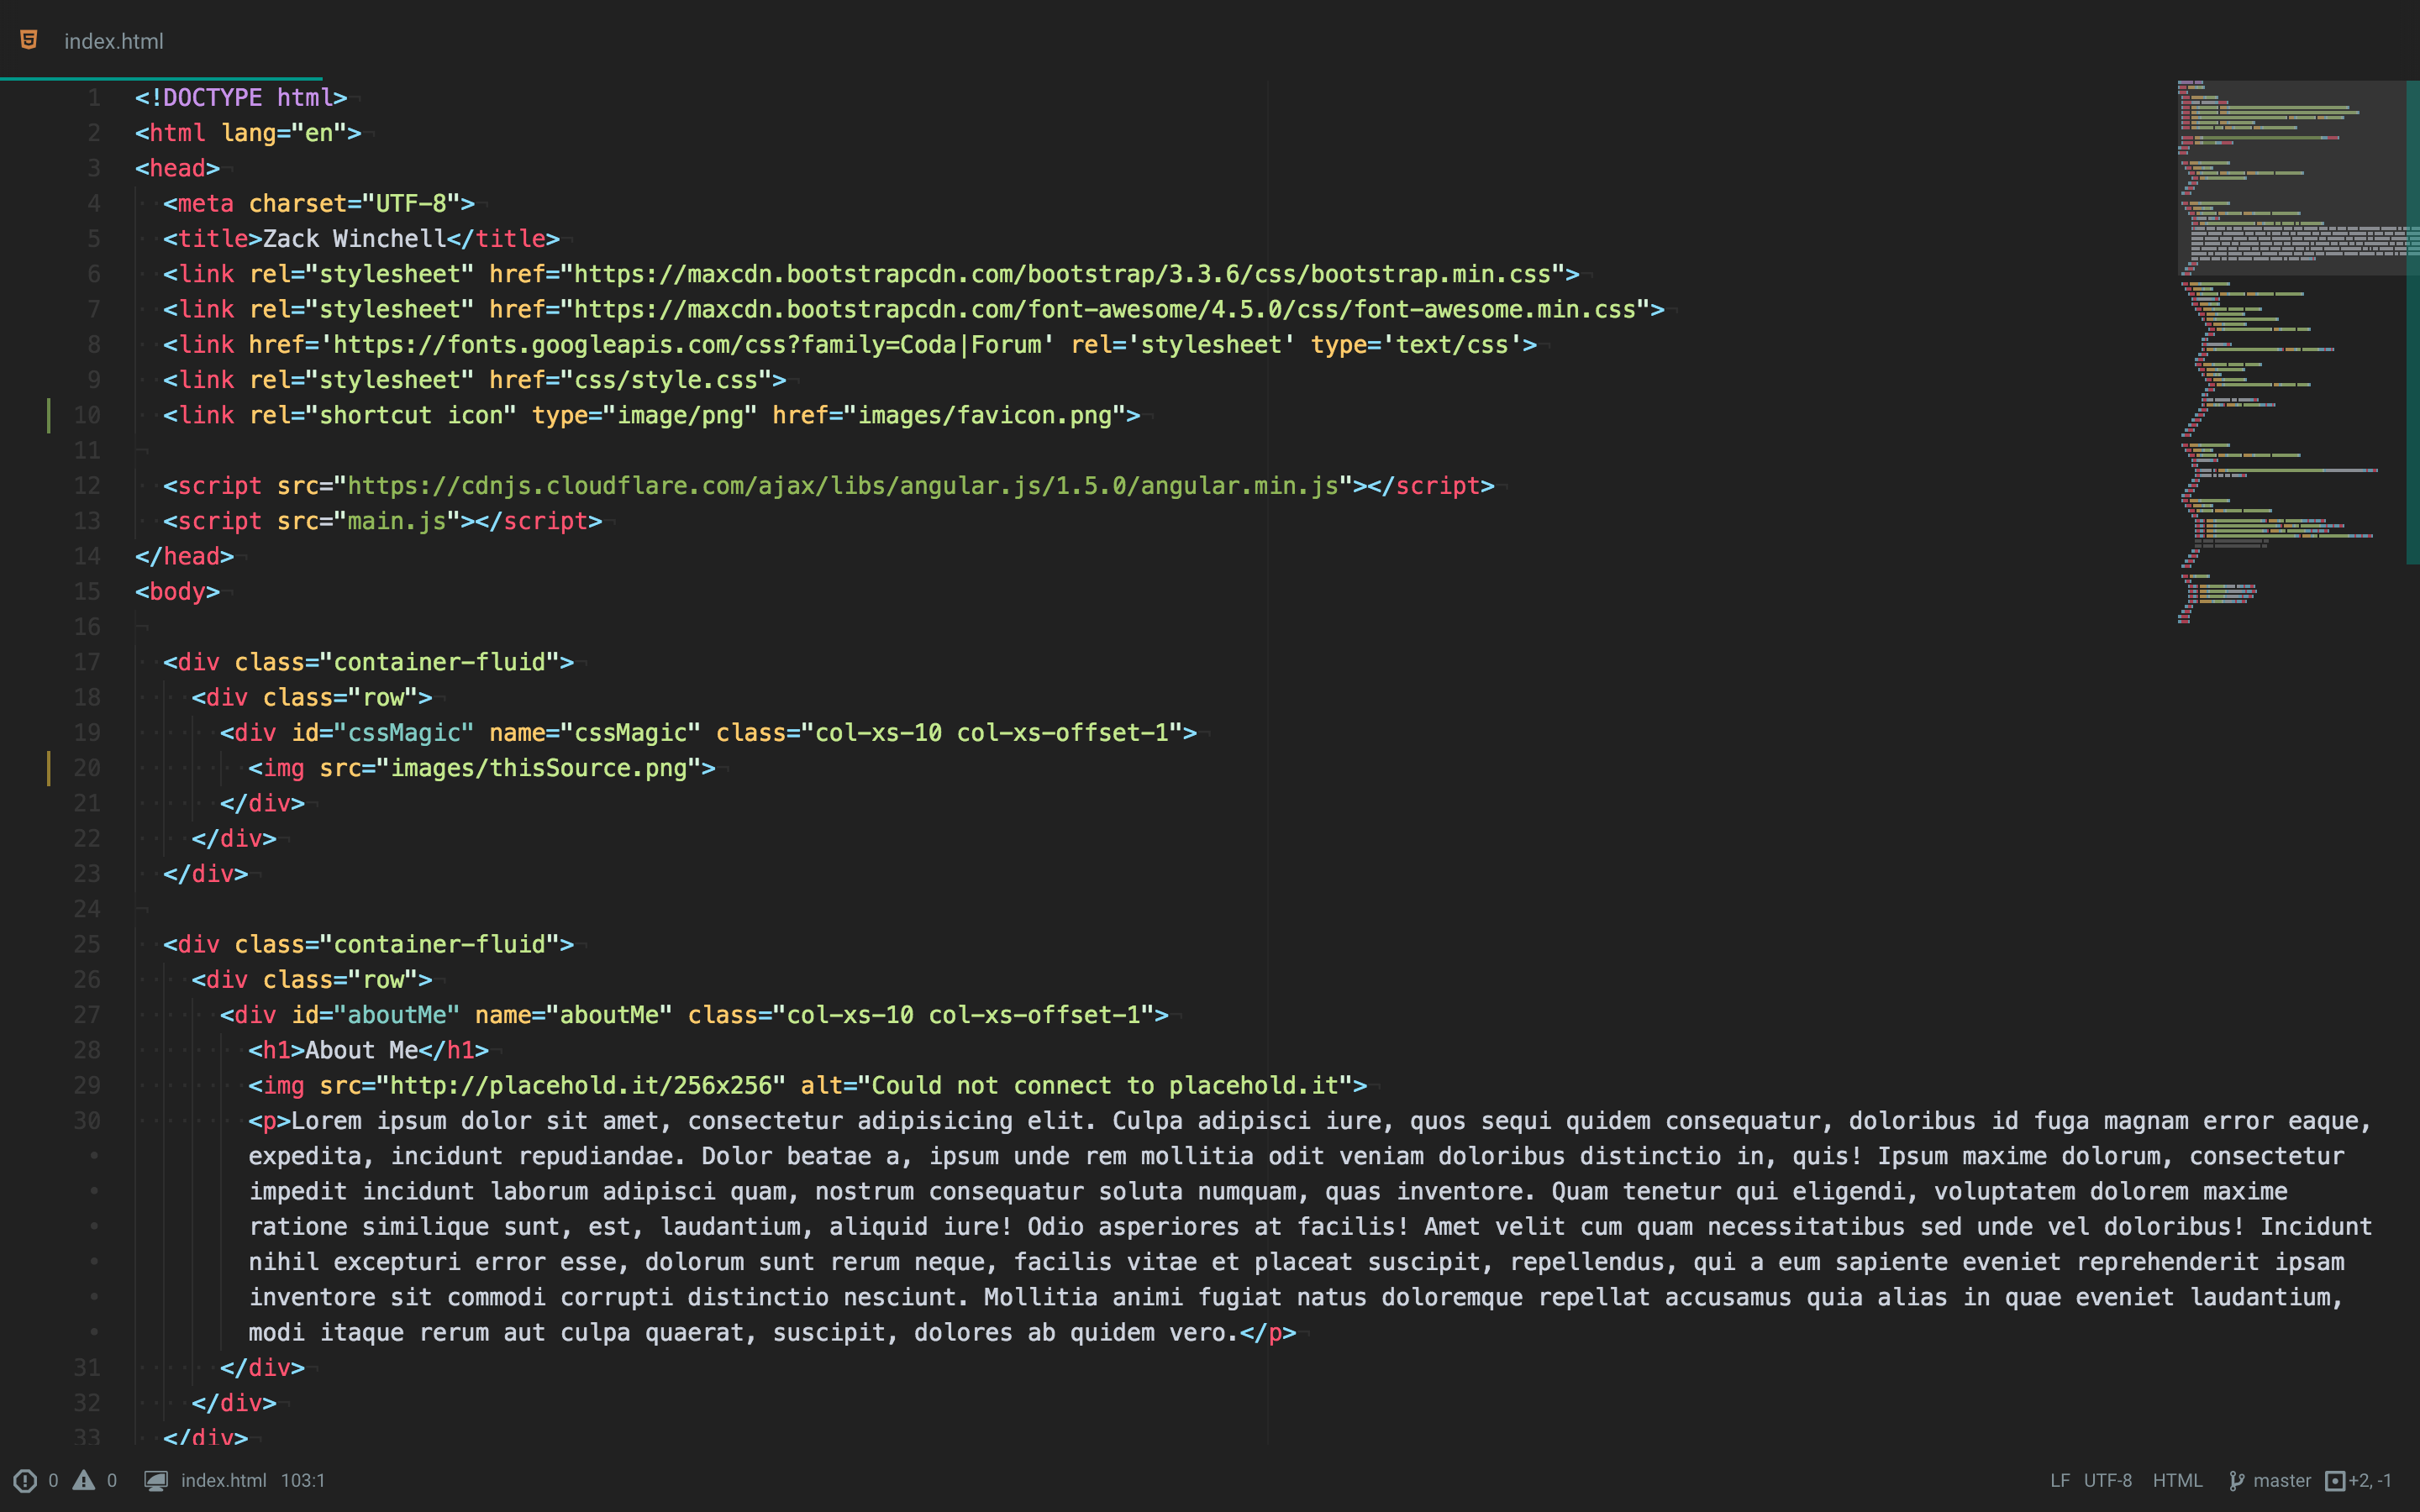 index.html
1 <!DOCTYPE html>
2 <html lang="en">
3 <head>
4 <meta charset="UTF-8">
5 <title>Zack Winchell</title>
6 <link rel="stylesheet" href="https://maxcdn.bootstrapcdn.com/bootstrap/3.3.6/css/bootstrap.min.css">
7 <link rel="stylesheet" href="https://maxcdn.bootstrapcdn.com/font-awesome/4.5.0/css/font-awesome.min.css">
8 <link href='https://fonts.googleapis.com/css?family=Coda|Forum' rel='stylesheet' type='text/css'>
9 <link rel="stylesheet" href="css/style.css">
10 <link rel="shortcut icon" type="image/png" href="images/favicon.png">
11
12 <script src="https://cdnjs.cloudflare.com/ajax/libs/angular.js/1.5.0/angular.min.js"></script>
13 <script src="main.js"></script>
14 </head>
15 <body>
16
17 <div class="container-fluid">
18 <div class="row">
19 <div id="cssMagic" name="cssMagic" class="col-xs-10 col-xs-offset-1">
20 <img src="images/thisSource.png">
21 </div>
22 </div>
23 </div>
24
25 <div class="container-fluid">
26 <div class="row">
27 <div id="aboutMe" name="aboutMe" class="col-xs-10 col-xs-offset-1">
28 <h1>About Me</h1>
29 <img src="http://placehold.it/256x256" alt="Could not connect to placehold.it">
30 <p>Lorem ipsum dolor sit amet, consectetur adipisicing elit. Culpa adipisci iure, quos sequi quidem consequatur, doloribus id fuga magnam error eaque,
expedita, incidunt repudiandae. Dolor beatae a, ipsum unde rem mollitia odit veniam doloribus distinctio in, quis! Ipsum maxime dolorum, consectetur
impedit incidunt laborum adipisci quam, nostrum consequatur soluta numquam, quas inventore. Quam tenetur qui eligendi, voluptatem dolorem maxime
ratione similique sunt, est, laudantium, aliquid iure! Odio asperiores at facilis! Amet velit cum quam necessitatibus sed unde vel doloribus! Incidunt
nihil excepturi error esse, dolorum sunt rerum neque, facilis vitae et placeat suscipit, repellendus, qui a eum sapiente eveniet reprehenderit ipsam
inventore sit commodi corrupti distinctio nesciunt. Mollitia animi fugiat natus doloremque repellat accusamus quia alias in quae eveniet laudantium,
modi itaque rerum aut culpa quaerat, suscipit, dolores ab quidem vero.</p>
31 </div>
32 </div>
33 </div>
0 0 index.html 103:1 LF UTF-8 HTML master +2, -1